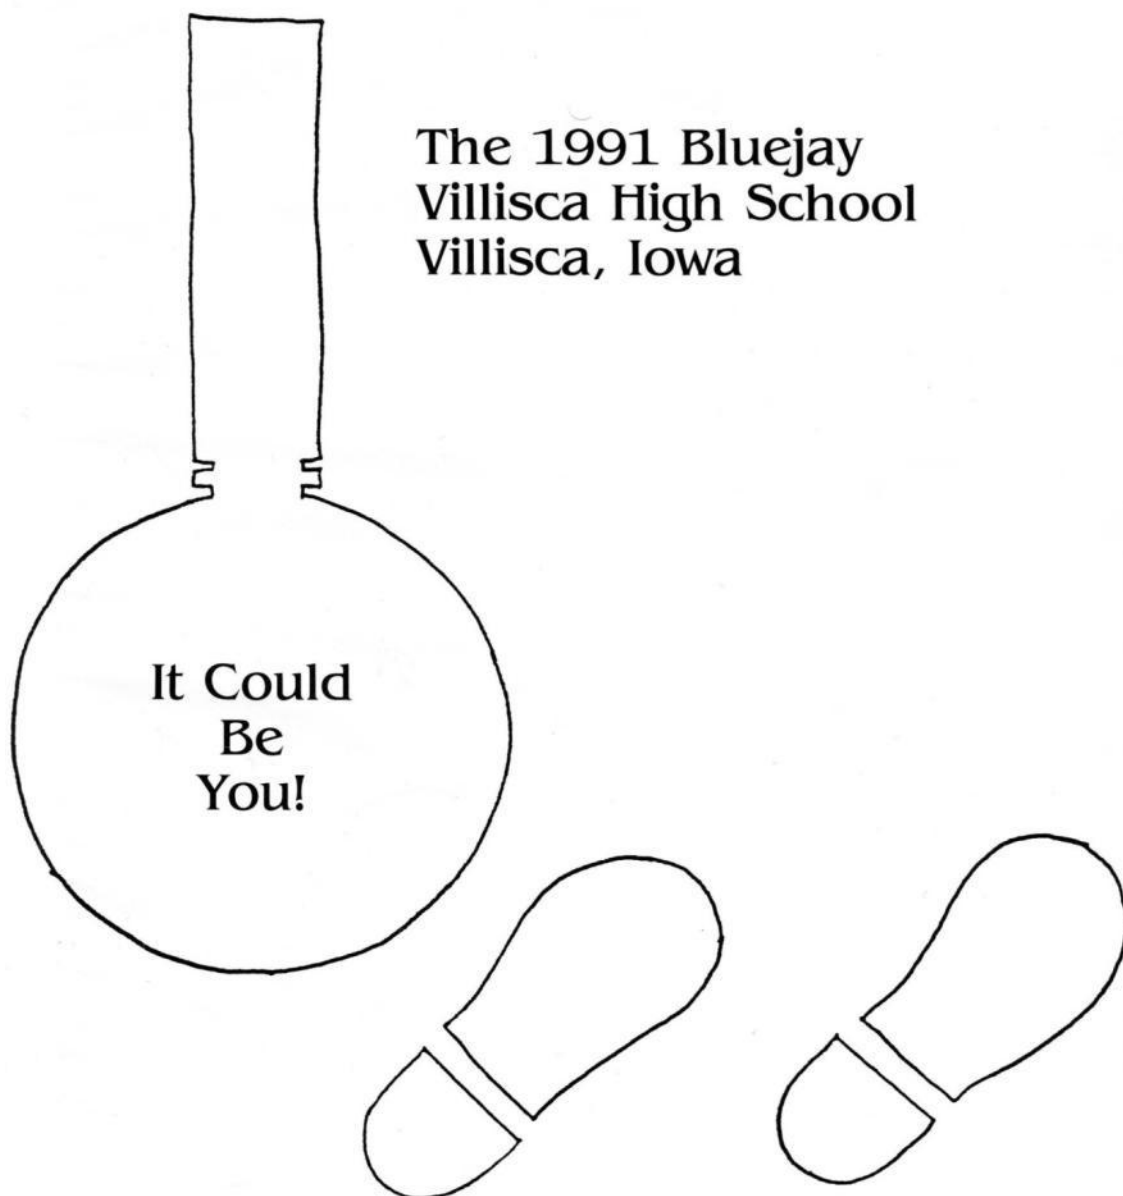 The 1991 Bluejay
Villisca High School
Villisca, Iowa
It Could
Be
You!